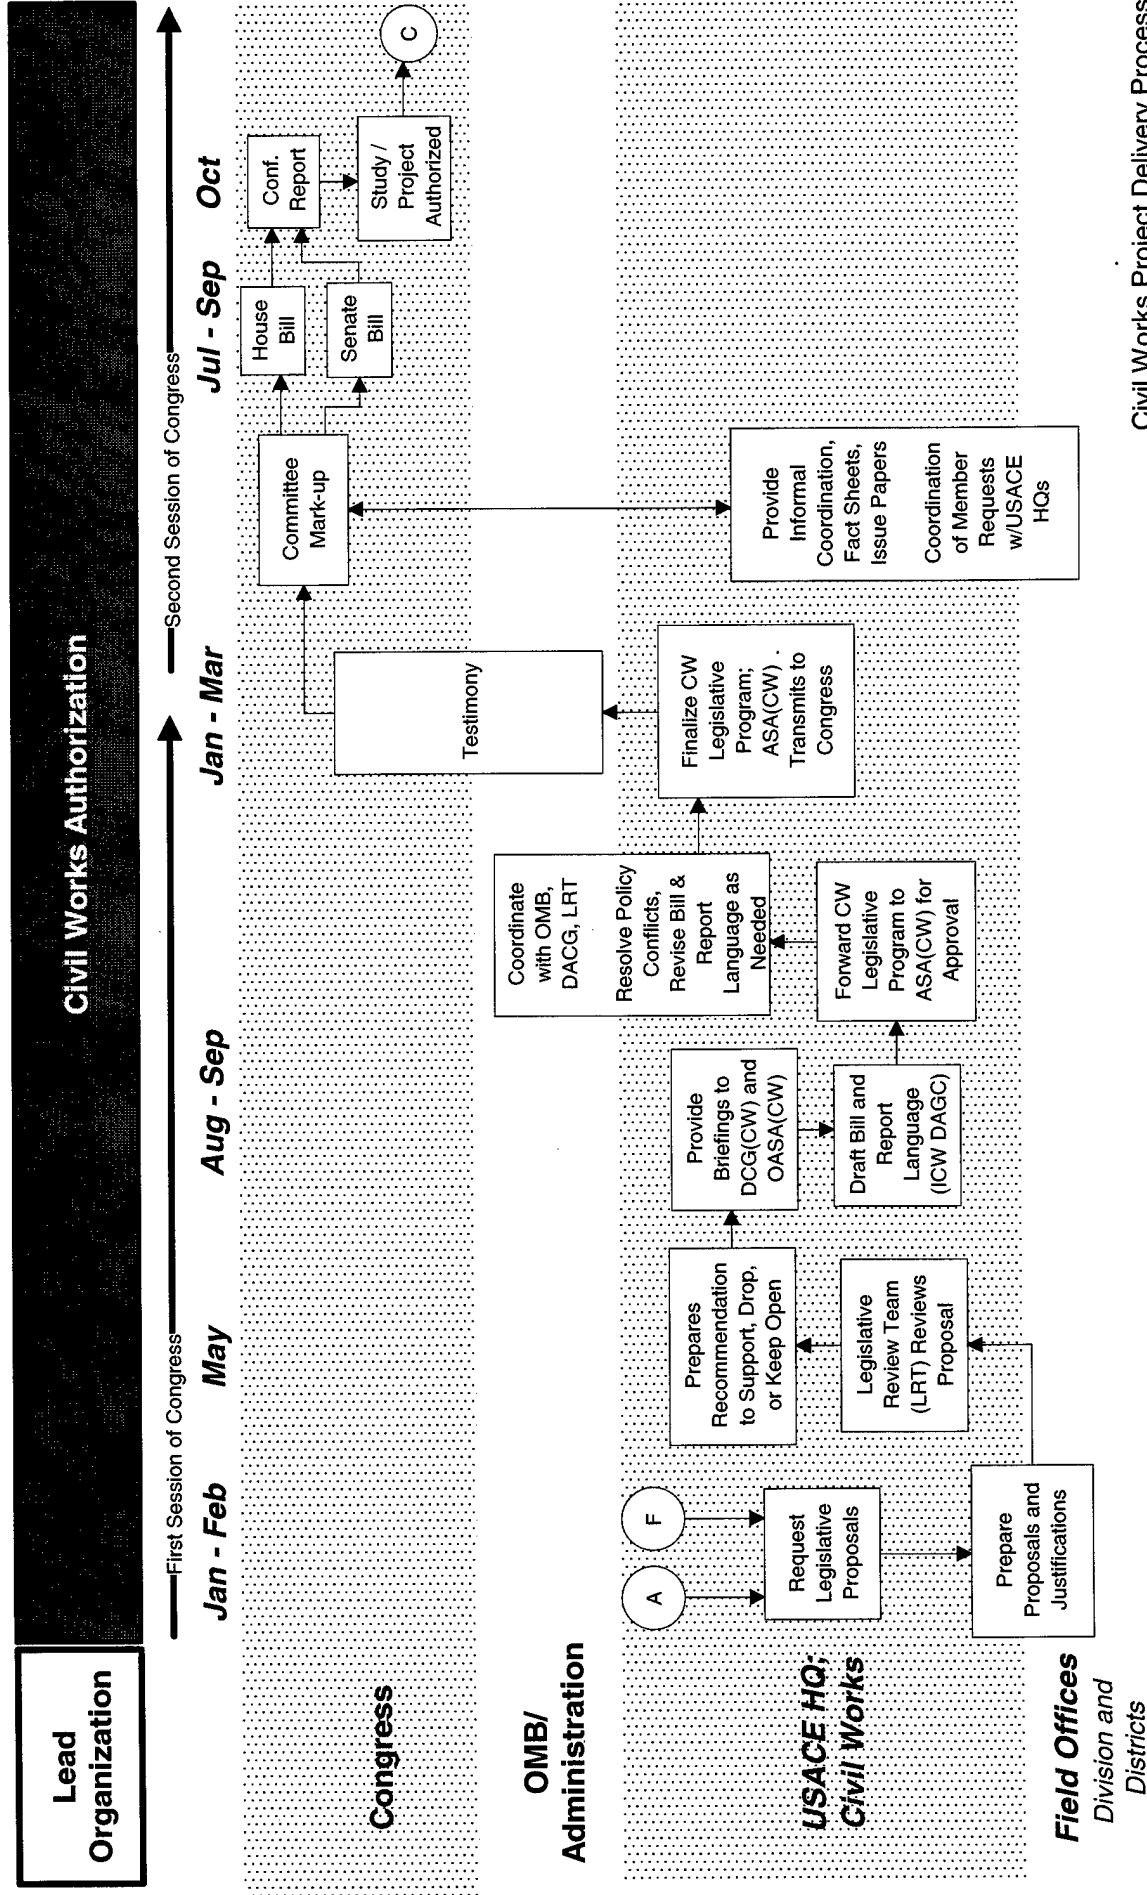 Lead
Organization
Civil Works Authorization
First Session of Congress
Second Session of Congress
Jan - Feb
May
Aug - Sep
Jan - Mar
Jul - Sep
Oct
Congress
Testimony
Committee
Mark-up
House
Bill
Senate
Bill
Conf.
Report
Study /
Project
Authorized
C
OMB/
Administration
Coordinate
with OMB,
DACG, LRT
Resolve Policy
Conflicts,
Revise Bill &
Report
Language as
Needed
USACE HQ;
Civil Works
A
F
Request
Legislative
Proposals
Prepares
Recommendation
to Support, Drop,
or Keep Open
Legislative
Review Team
(LRT) Reviews
Proposal
Provide
Briefings to
DCG(CW) and
OASA(CW)
Draft Bill and
Report
Language
(ICW DAGC)
Forward CW
Legislative
Program to
ASA(CW) for
Approval
Finalize CW
Legislative
Program;
ASA(CW) .
Transmits to
Congress
Provide
Informal
Coordination,
Fact Sheets,
Issue Papers
Coordination
of Member
Requests
w/USACE
HQs
Field Offices
Division and
Districts
Prepare
Proposals and
Justifications
Civil Works Project Delivery Process